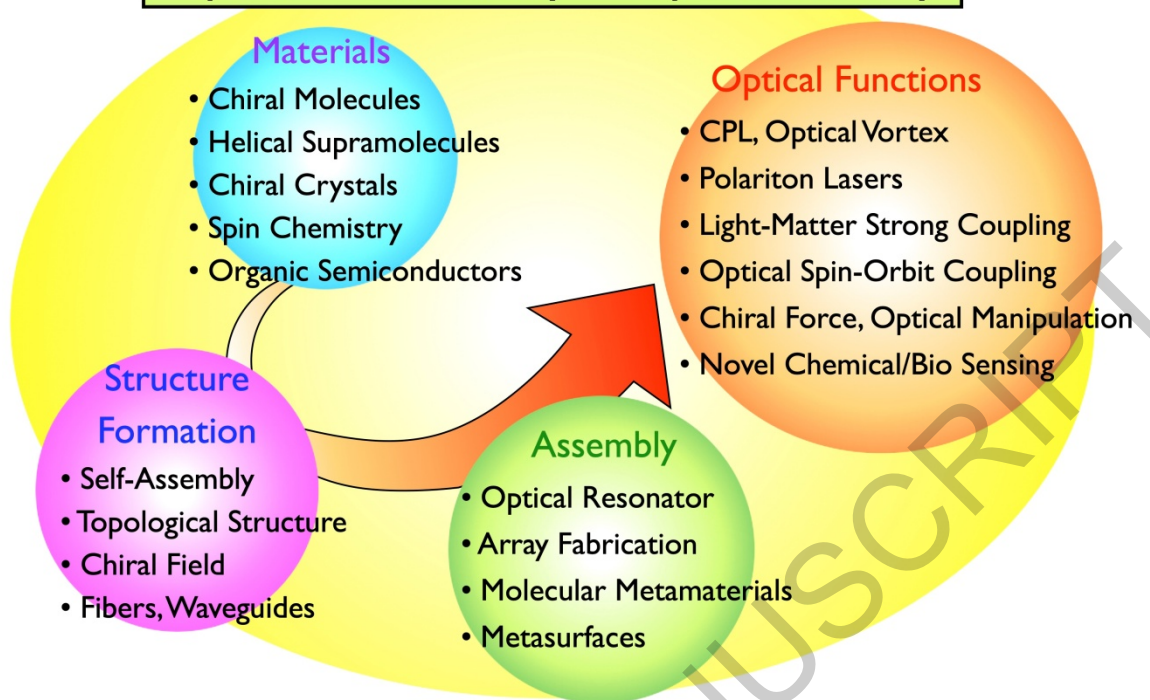 Materials
• Chiral Molecules
• Helical Supramolecules
• Chiral Crystals
• Spin Chemistry
• Organic Semiconductors
Optical Functions
• CPL, Optical Vortex
• Polariton Lasers
• Light-Matter Strong Coupling
• Optical Spin-Orbit Coupling
• Chiral Force, Optical Manipulation
• Novel Chemical/Bio Sensing
Structure
Formation
• Self-Assembly
• Topological Structure
• Chiral Field
• Fibers, Waveguides
Assembly
• Optical Resonator
• Array Fabrication
• Molecular Metamaterials
• Metasurfaces
USCRIPT